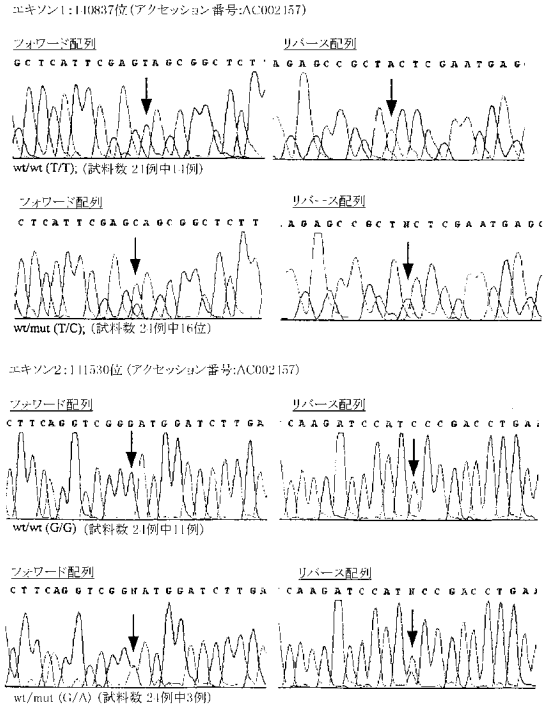 エキソン1:140837位(アクセッション番号:AC002157)
フォワード配列 リバース配列
G C T C A T T C G A G T A G C G G C T C T A G A G C C G C T A C T C G A A T G A G
wt/wt (T/T); (試料数 24例中14例)
フォワード配列 リバース配列
C T C A T T C G A G C A G C G G C T C T T A G A G C C G C T N C T C G A A T G A G C
wt/mut (T/C); (試料数 24例中16位)
エキソン2:141530位(アクセッション番号:AC002157)
フォワード配列 リバース配列
C T T C A G G T C G G G A T G G A T C T T G A C A A G A T C C A T C C C G A C C T G A
wt/wt (G/G) (試料数 24例中11例)
フォワード配列 リバース配列
C T T C A G G T C G G N A T G G A T C T T G A C A A G A T C C A T N C C G A C C T G A
wt/mut (G/A) (試料数 24例中3例)